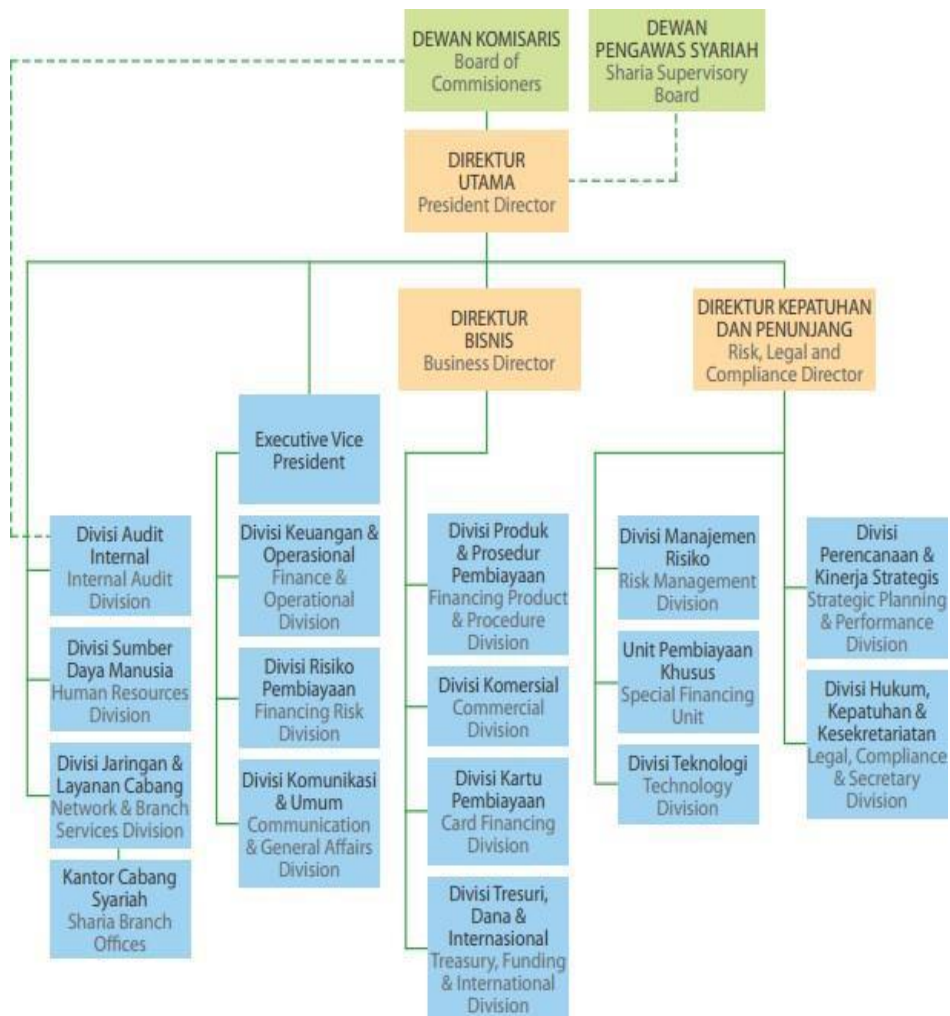 DEWAN KOMISARIS
Board of
Commisioners
DEWAN
PENGAWAS SYARIAH
Sharia Supervisory
Board
DIREKTUR
UTAMA
President Director
DIREKTUR
BISNIS
Business Director
DIREKTUR KEPATUHAN
DAN PENUNJANG
Risk, Legal and
Compliance Director
Executive Vice
President
Divisi Audit
Internal
Internal Audit
Division
Divisi Sumber
Daya Manusia
Human Resources
Division
Divisi Jaringan &
Layanan Cabang
Network & Branch
Services Division
Kantor Cabang
Syariah
Sharia Branch
Offices
Divisi Keuangan &
Operasional
Finance &
Operational
Division
Divisi Risiko
Pembiayaan
Financing Risk
Division
Divisi Komunikasi
& Umum
Communication
& General Affairs
Division
Divisi Produk
& Prosedur
Pembiayaan
Financing Product
& Procedure
Division
Divisi Komersial
Commercial
Division
Divisi Kartu
Pembiayaan
Card Financing
Division
Divisi Tresuri,
Dana &
Internasional
Treasury, Funding
& International
Division
Divisi Manajemen
Risiko
Risk Management
Division
Unit Pembiayaan
Khusus
Special Financing
Unit
Divisi Teknologi
Technology
Division
Divisi
Perencanaan &
Kinerja Strategis
Strategic Planning
& Performance
Division
Divisi Hukum,
Kepatuhan &
Kesekretariatan
Legal, Compliance
& Secretary
Division